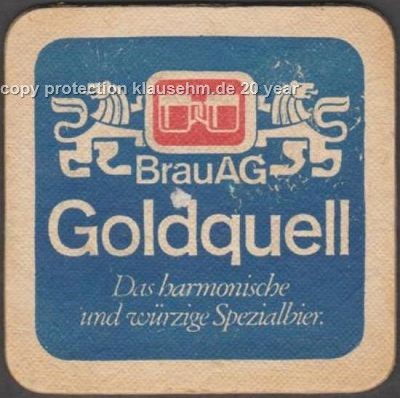 copy protection klausehm.de 20 year
BrauAG
Goldquell
Das harmonische
und würzige Spezialbier.